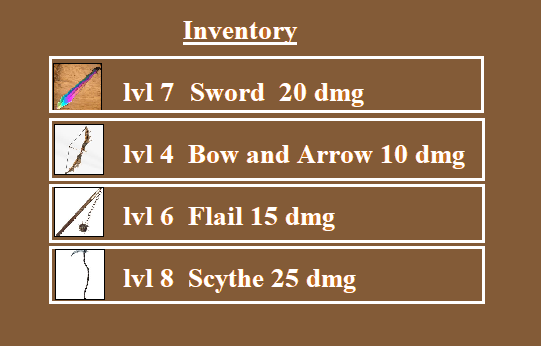 Inventory
lvl 7 Sword 20 dmg
lvl 4 Bow and Arrow 10 dmg
lvl 6 Flail 15 dmg
lvl 8 Scythe 25 dmg